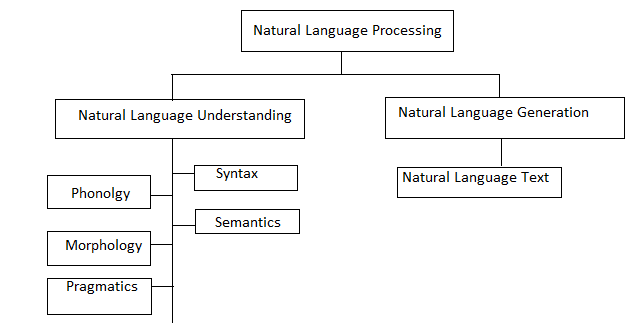 Natural Language Processing
Natural Language Understanding
Natural Language Generation
Syntax
Natural Language Text
Phonolgy
Semantics
Morphology
Pragmatics